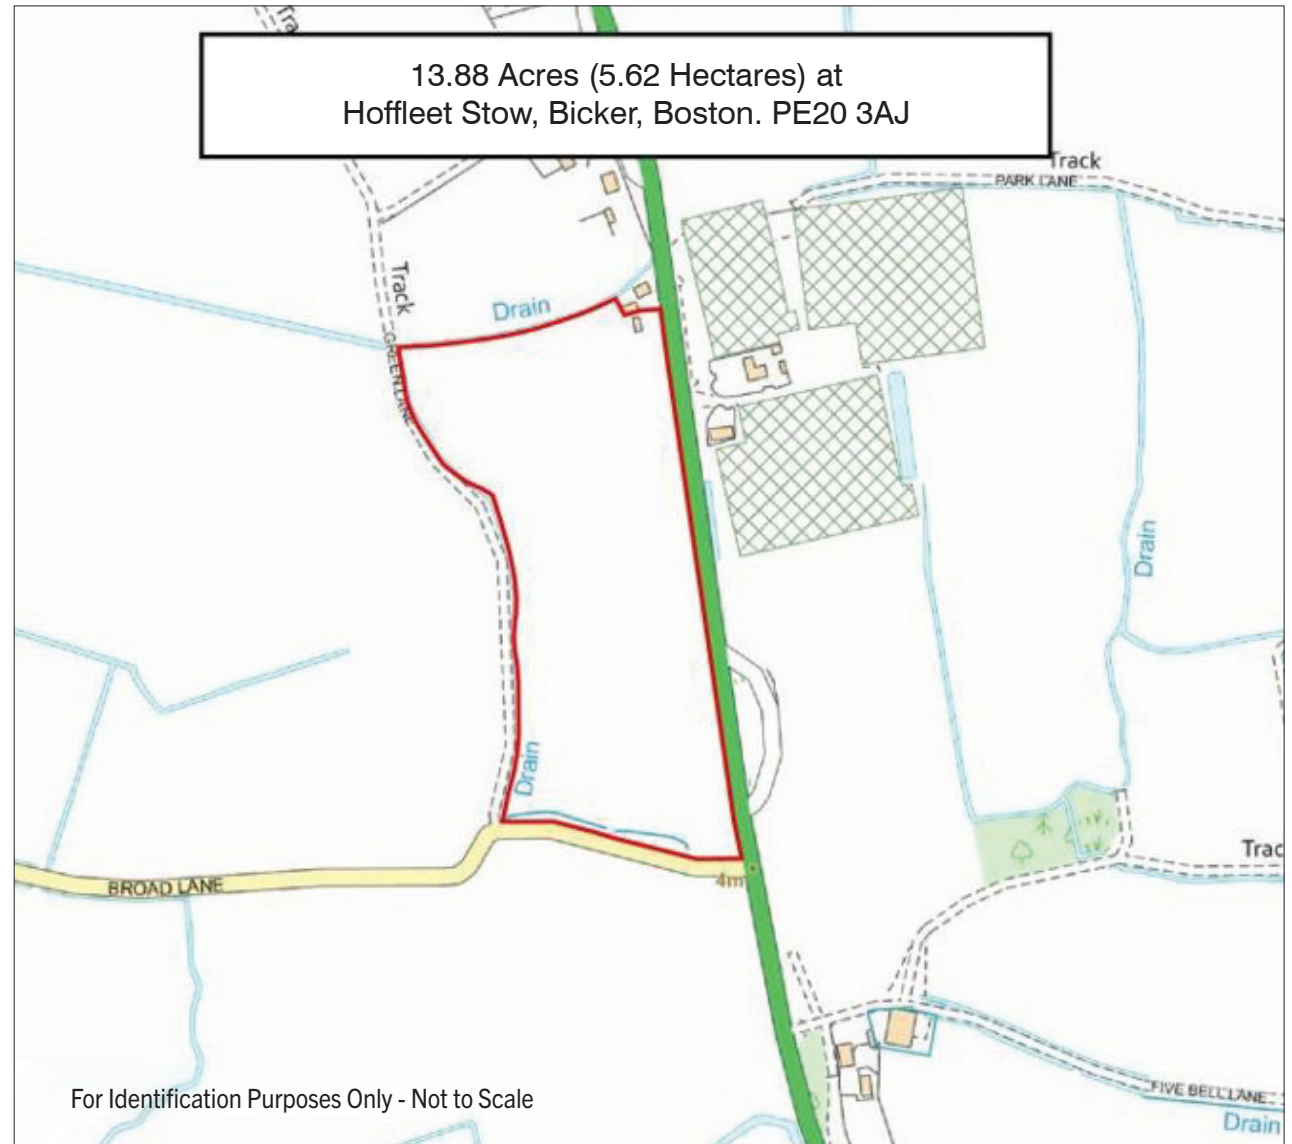 Tra
13.88 Acres (5.62 Hectares) at
Hoffleet Stow, Bicker, Boston. PE20 3AJ
Track
PARK LANE
Track
Drain
GREEN LANE
Drain
Drain
BROAD LANE
4m
Trac
For Identification Purposes Only - Not to Scale
FIVE BELL LANE
Drain